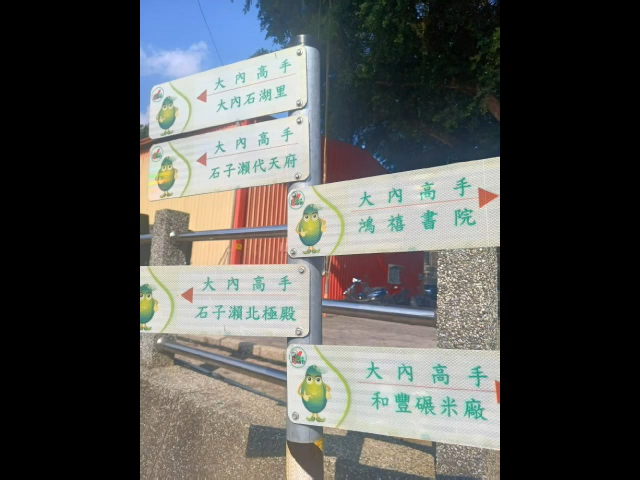 大內高手
大內石湖里
大內高手
石子瀨代天府
大內高手
鴻禧書院
大內高手
石子瀨北極殿
大內高手
和豐碾米廠